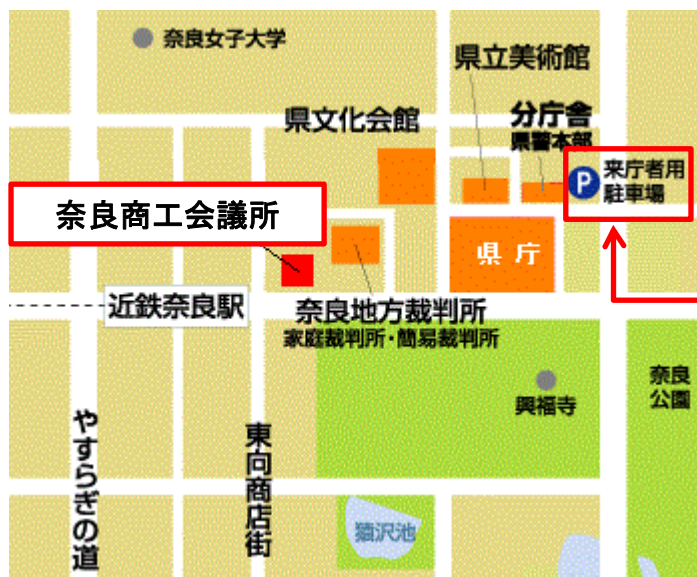 奈良女子大学
県立美術館
県文化会館
分庁舎
県警本部
P
来庁者用
駐車場
奈良商工会議所
県庁
近鉄奈良駅
奈良地方裁判所
家庭裁判所・簡易裁判所
興福寺
奈良
公園
やすらぎの道
東向商店街
猿沢池